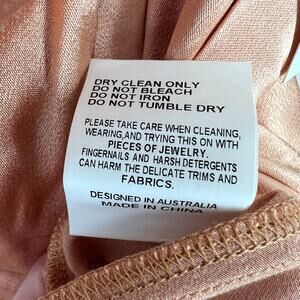 DRY CLEAN ONLY
DO NOT BLEACH
DO NOT IRON
DO NOT TUMBLE DRY
PLEASE TAKE CARE WHEN CLEANING,
WEARING,AND TRYING THIS ON WITH
PIECES OF JEWELRY.
FINGERNAILS AND HARSH DETERGENTS
CAN HARM THE DELICATE TRIMS AND
FABRICS.
DESIGNED IN AUSTRALIA
MADE IN CHINA